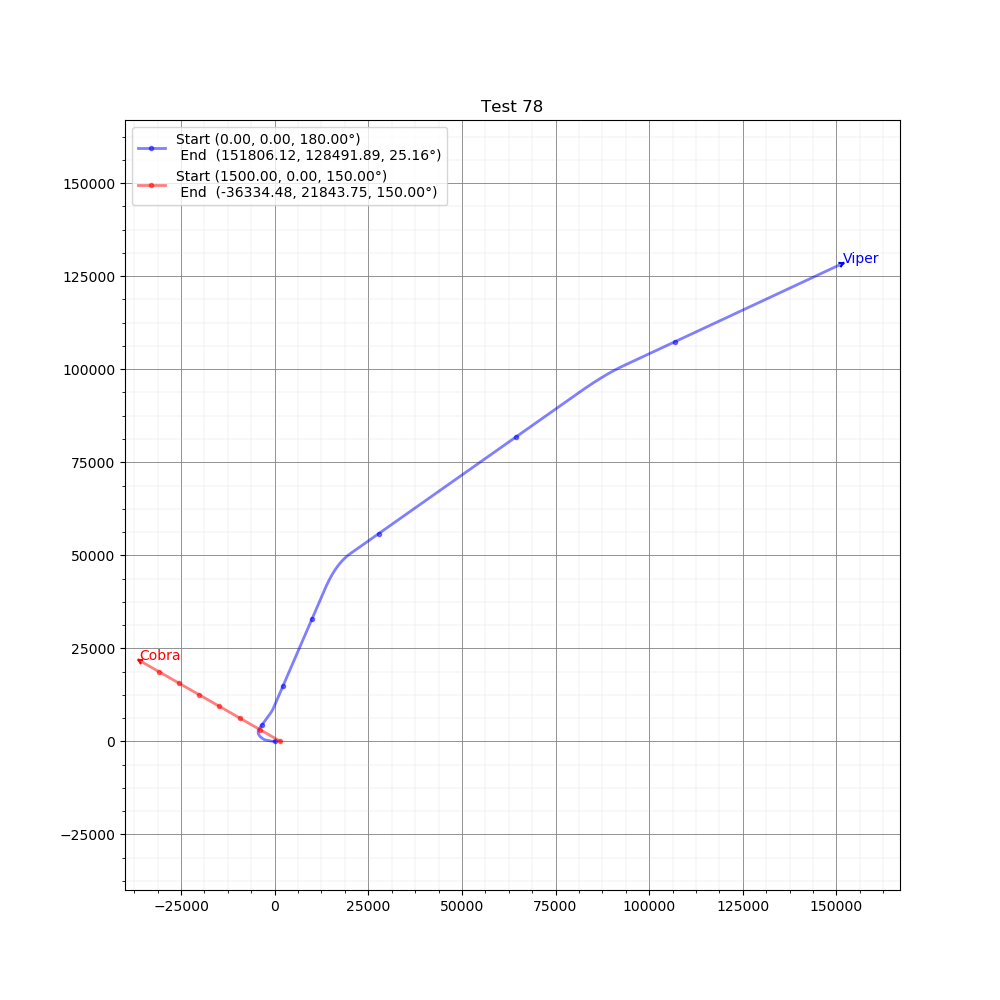 Test 78
Start (0.00, 0.00, 180.00°)
End  (151806.12, 128491.89, 25.16°)
Start (1500.00, 0.00, 150.00°)
End  (-36334.48, 21843.75, 150.00°)
150000
125000
100000
75000
50000
25000
0
−25000
Viper
Cobra
−25000 0 25000 50000 75000 100000 125000 150000